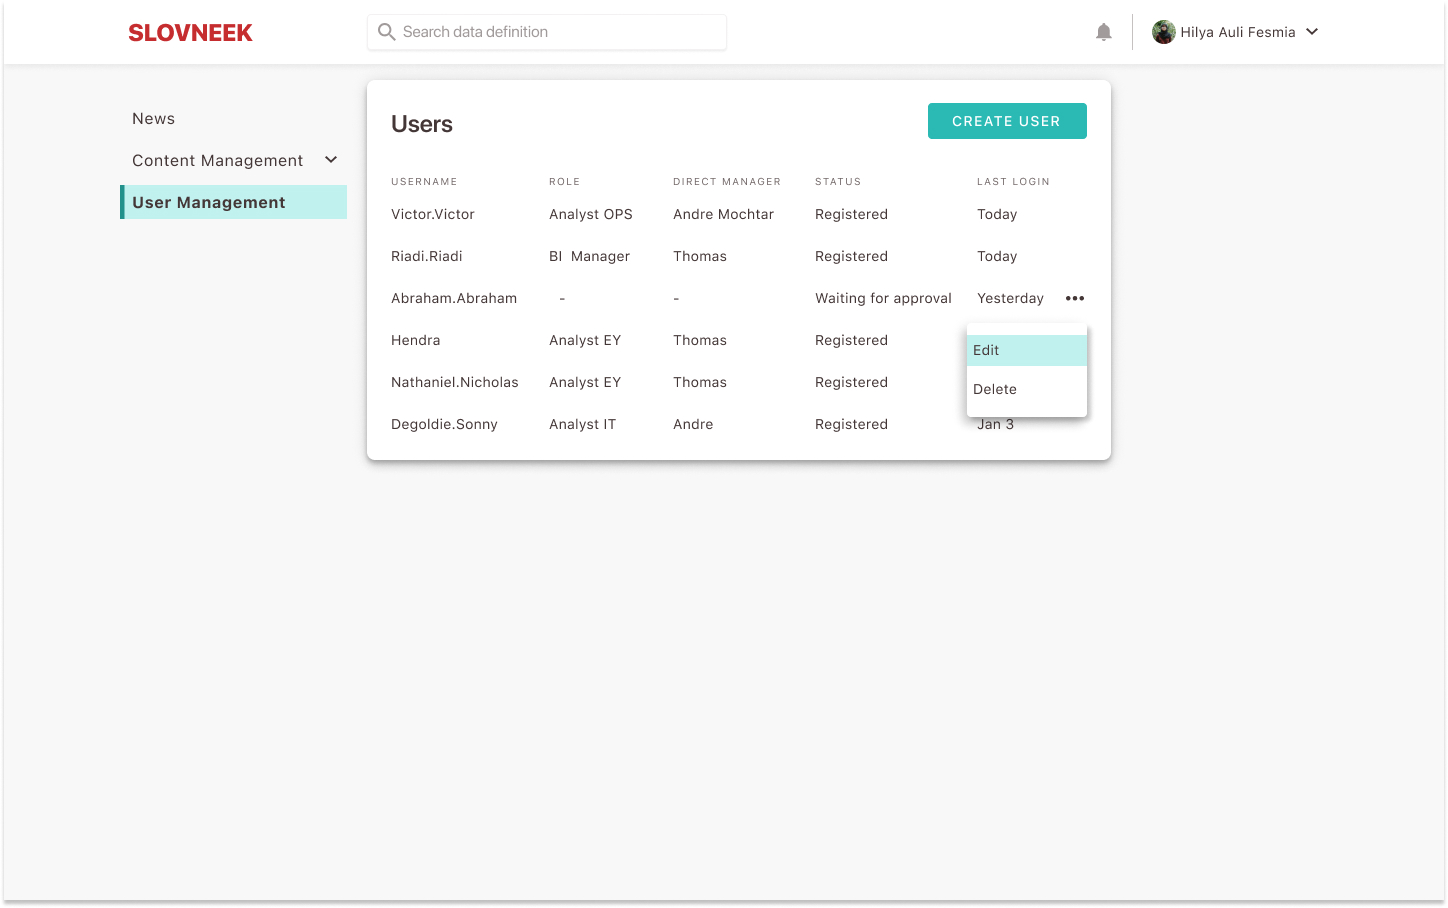 SLOVNEEK
Search data definition
Hilya Auli Fesmia
News
Content Management
User Management
Users
CREATE USER
USERNAME ROLE DIRECT MANAGER STATUS LAST LOGIN
Victor.Victor Analyst OPS Andre Mochtar Registered Today
Riadi.Riadi BI Manager Thomas Registered Today
Abraham.Abraham - - Waiting for approval Yesterday •••
Hendra Analyst EY Thomas Registered
Edit
Nathaniel.Nicholas Analyst EY Thomas Registered
Delete
Degoldie.Sonny Analyst IT Andre Registered Jan 3